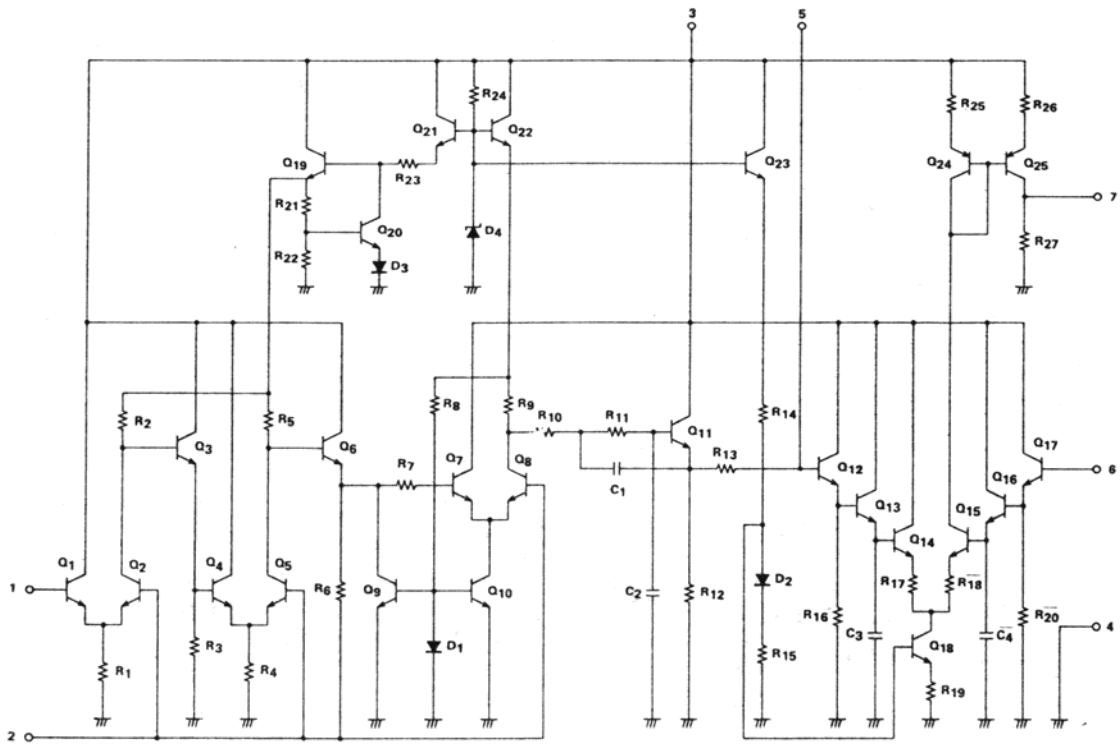 3 5
R24 R25 R26
Q21 Q22
Q19 Q23 Q24 Q25
R23
7
R21
Q20 D4
R22 R27
D3
R2 R5 R8 R9 R10 R11 R14
Q3 Q6 Q11 Q17
R7 Q7 Q8 R13 Q12
6
C1 Q16
Q13 Q15
Q14
Q1 Q2 Q4 Q5
1
R6 Q9 Q10 D2 R17 R18
C2 R12 R16 R20
R3 D1 C3 C4 4
Q18
R1 R4 R15
R19
2